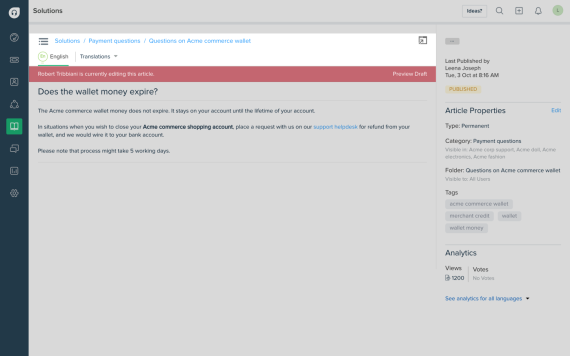 Solutions
Ideas?
Solutions / Payment questions / Questions on Acme commerce wallet
English
Translations
Robert Tribbiani is currently editing this article.
Preview Draft
Does the wallet money expire?
The Acme commerce wallet money does not expire. It stays on your account until the lifetime of your account.
In situations when you wish to close your Acme commerce shopping account, place a request with us on our support helpdesk for refund from your
wallet, and we would wire it to your bank account.
Please note that process might take 5 working days.
Last Published by
Leena Joseph
Tue, 3 Oct at 8:16 AM
PUBLISHED
Article Properties
Edit
Type: Permanent
Category: Payment questions
Visible in: Acme corp support, Acme doll, Acme
electronics, Acme fashion
Folder: Questions on Acme commerce wallet
Visible to: All Users
Tags
acme commerce wallet
merchant credit
wallet
wallet money
Analytics
Views
Votes
1200
No Votes
See analytics for all languages